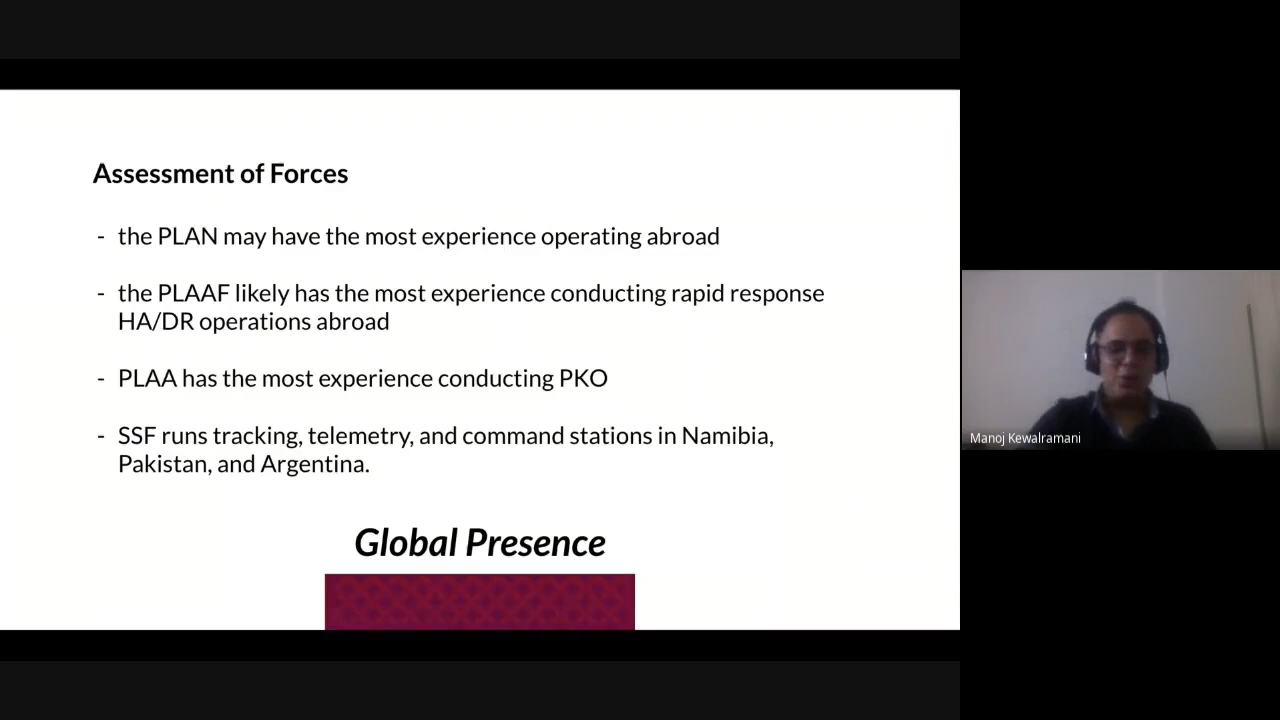 Assessment of Forces
- the PLAN may have the most experience operating abroad
- the PLAAF likely has the most experience conducting rapid response
HA/DR operations abroad
- PLAA has the most experience conducting PKO
- SSF runs tracking, telemetry, and command stations in Namibia,
Pakistan, and Argentina.
Global Presence
Manoj Kewalramani